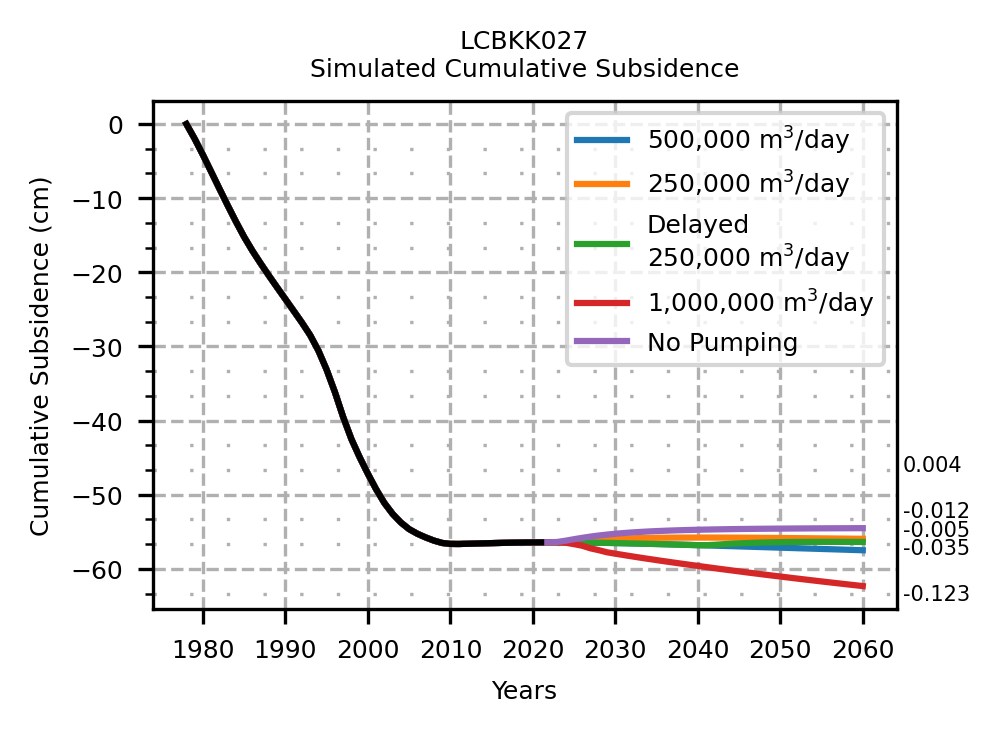 LCBKK027
Simulated Cumulative Subsidence
Cumulative Subsidence (cm)
0
−10
−20
−30
−40
−50
−60
500,000 m³/day
250,000 m³/day
Delayed
250,000 m³/day
1,000,000 m³/day
No Pumping
0.004
-0.012
-0.005
-0.035
-0.123
1980 1990 2000 2010 2020 2030 2040 2050 2060
Years